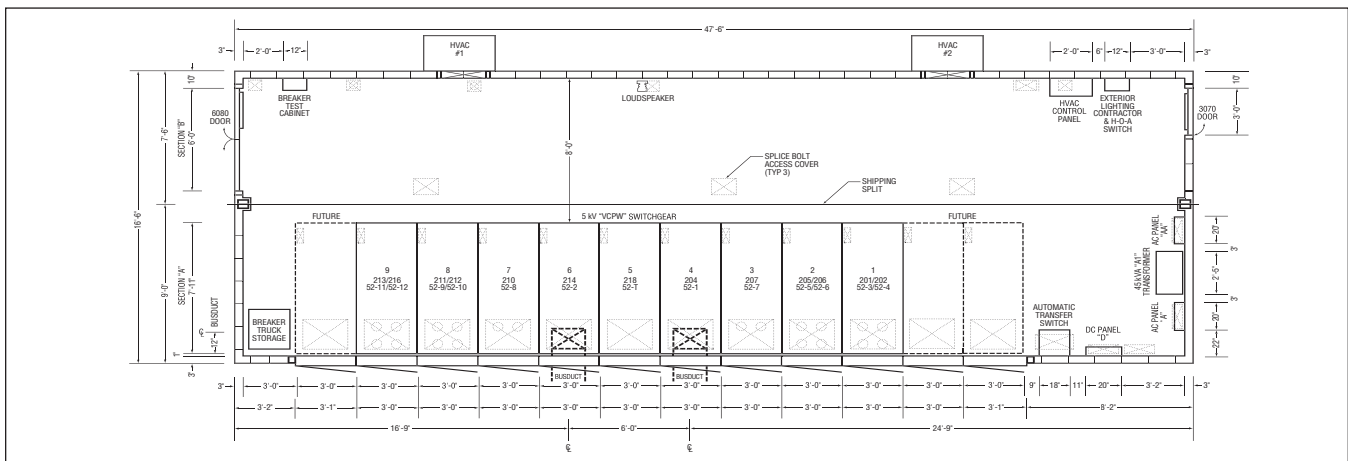 47'-6"
3"
2'-0"
12"
HVAC
#1
HVAC
#2
2'-0"
6"
12"
3'-0"
3"
10'
BREAKER
TEST
CABINET
LOUDSPEAKER
HVAC
CONTROL
PANEL
EXTERIOR
LIGHTING
CONTRACTOR
& H-O-A
SWITCH
10'
3'-0"
6080
DOOR
3070
DOOR
7'-6"
SECTION "B"
6'-0"
8'-0"
SPLICE BOLT
ACCESS COVER
(TYP 3)
SHIPPING
SPLIT
16'-6"
FUTURE
5 kV "VCPW" SWITCHGEAR
FUTURE
9
213/216
52-11/52-12
8
211/212
52-9/52-10
7
210
52-8
6
214
52-2
5
218
52-T
4
204
52-1
3
207
52-7
2
205/206
52-5/52-6
1
201/202
52-3/52-4
9'-0"
SECTION "A"
7'-11"
BUSDUCT
12"
1"
3'
BREAKER
TRUCK
STORAGE
AUTOMATIC
TRANSFER
SWITCH
DC PANEL
"D"
AC PANEL
"AA"
45 kVA "A1"
TRANSFORMER
AC PANEL
"A"
20'
3'
2'-5"
3'
20'
22"
BUSDUCT
BUSDUCT
3'
3'-0"
3'-0"
3'-0"
3'-0"
3'-0"
3'-0"
3'-0"
3'-0"
3'-0"
3'-0"
3'-0"
3'-0"
3'-0"
9'
18"
11"
20"
3'-2"
3"
3'-2"
3'-1"
3'-0"
3'-0"
3'-0"
3'-0"
3'-0"
3'-0"
3'-0"
3'-0"
3'-0"
3'-0"
3'-1"
8'-2"
16'-9"
6'-0"
24'-9"